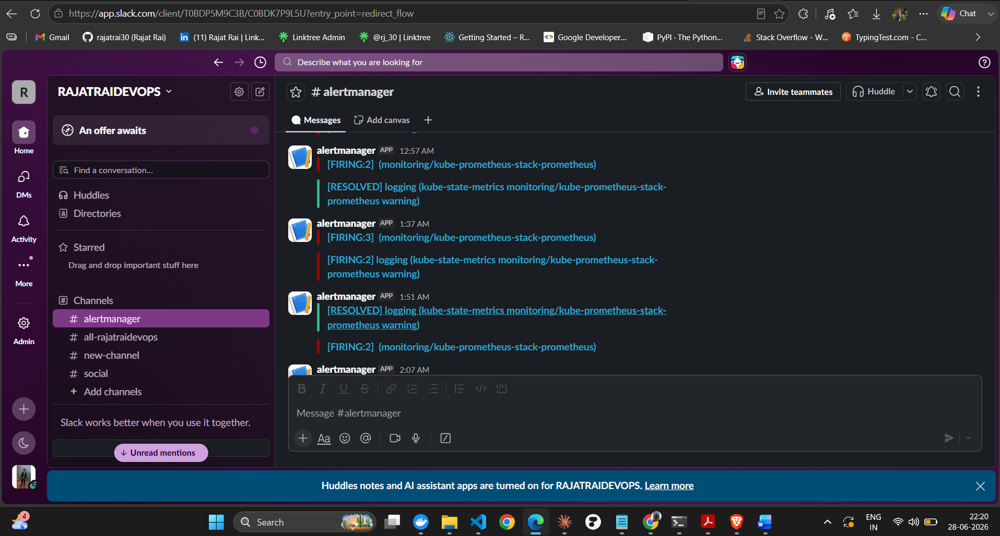 https://app.slack.com/client/T0BDP5M9C3B/C0BDK7P9L5U?entry_point=redirect_flow
Chat
Gmail
rajatrai30 (Rajat Rai)
(11) Rajat Rai | Link...
Linktree Admin
@rj_30 | Linktree
Getting Started – R...
Google Developer...
PyPI · The Python...
Stack Overflow - W...
TypingTest.com - C...
Describe what you are looking for
R
Home
DMs
Activity
More
Admin
RAJATRAIDEVOPS
An offer awaits
Find a conversation...
Huddles
Directories
Starred
Drag and drop important stuff here
Channels
# alertmanager
# all-rajatraidevops
# new-channel
# social
+ Add channels
Slack works better when you use it together.
Unread mentions
# alertmanager
Invite teammates
Huddle
Messages
Add canvas
alertmanager APP 12:57 AM
[FIRING:2] (monitoring/kube-prometheus-stack-prometheus)
[RESOLVED] logging (kube-state-metrics monitoring/kube-prometheus-stack-
prometheus warning)
alertmanager APP 1:37 AM
[FIRING:3] (monitoring/kube-prometheus-stack-prometheus)
[FIRING:2] logging (kube-state-metrics monitoring/kube-prometheus-stack-
prometheus warning)
alertmanager APP 1:51 AM
[RESOLVED] logging (kube-state-metrics monitoring/kube-prometheus-stack-
prometheus warning)
[FIRING:2] (monitoring/kube-prometheus-stack-prometheus)
alertmanager APP 2:07 AM
B I U S
Message #alertmanager
Aa
Huddles notes and AI assistant apps are turned on for RAJATRAIDEVOPS. Learn more
4
Search
ENG
IN
22:20
28-06-2026